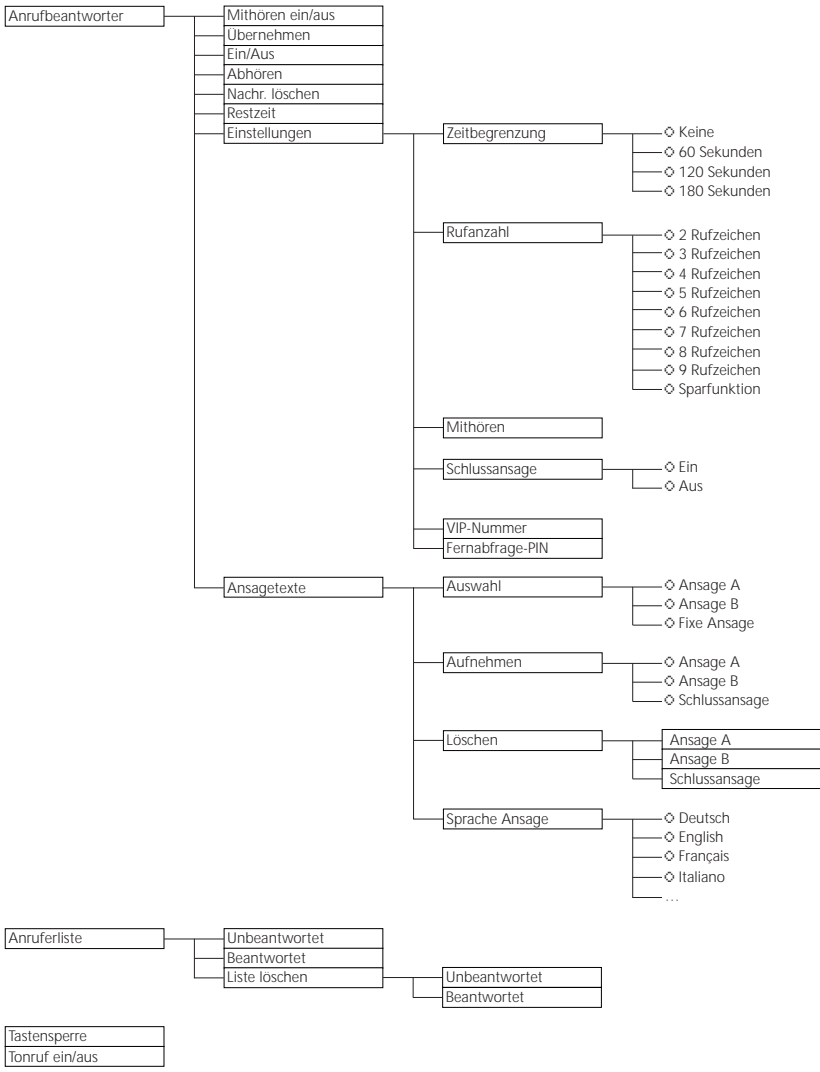 Anrufbeantworter
Mithören ein/aus
Übernehmen
Ein/Aus
Abhören
Nachr. löschen
Restzeit
Einstellungen
Zeitbegrenzung
Keine
60 Sekunden
120 Sekunden
180 Sekunden
Rufanzahl
2 Rufzeichen
3 Rufzeichen
4 Rufzeichen
5 Rufzeichen
6 Rufzeichen
7 Rufzeichen
8 Rufzeichen
9 Rufzeichen
Sparfunktion
Mithören
Schlussansage
Ein
Aus
VIP-Nummer
Fernabfrage-PIN
Ansagetexte
Auswahl
Ansage A
Ansage B
Fixe Ansage
Aufnehmen
Ansage A
Ansage B
Schlussansage
Löschen
Ansage A
Ansage B
Schlussansage
Sprache Ansage
Deutsch
English
Français
Italiano
...
Anruferliste
Unbeantwortet
Beantwortet
Liste löschen
Unbeantwortet
Beantwortet
Tastensperre
Tonruf ein/aus